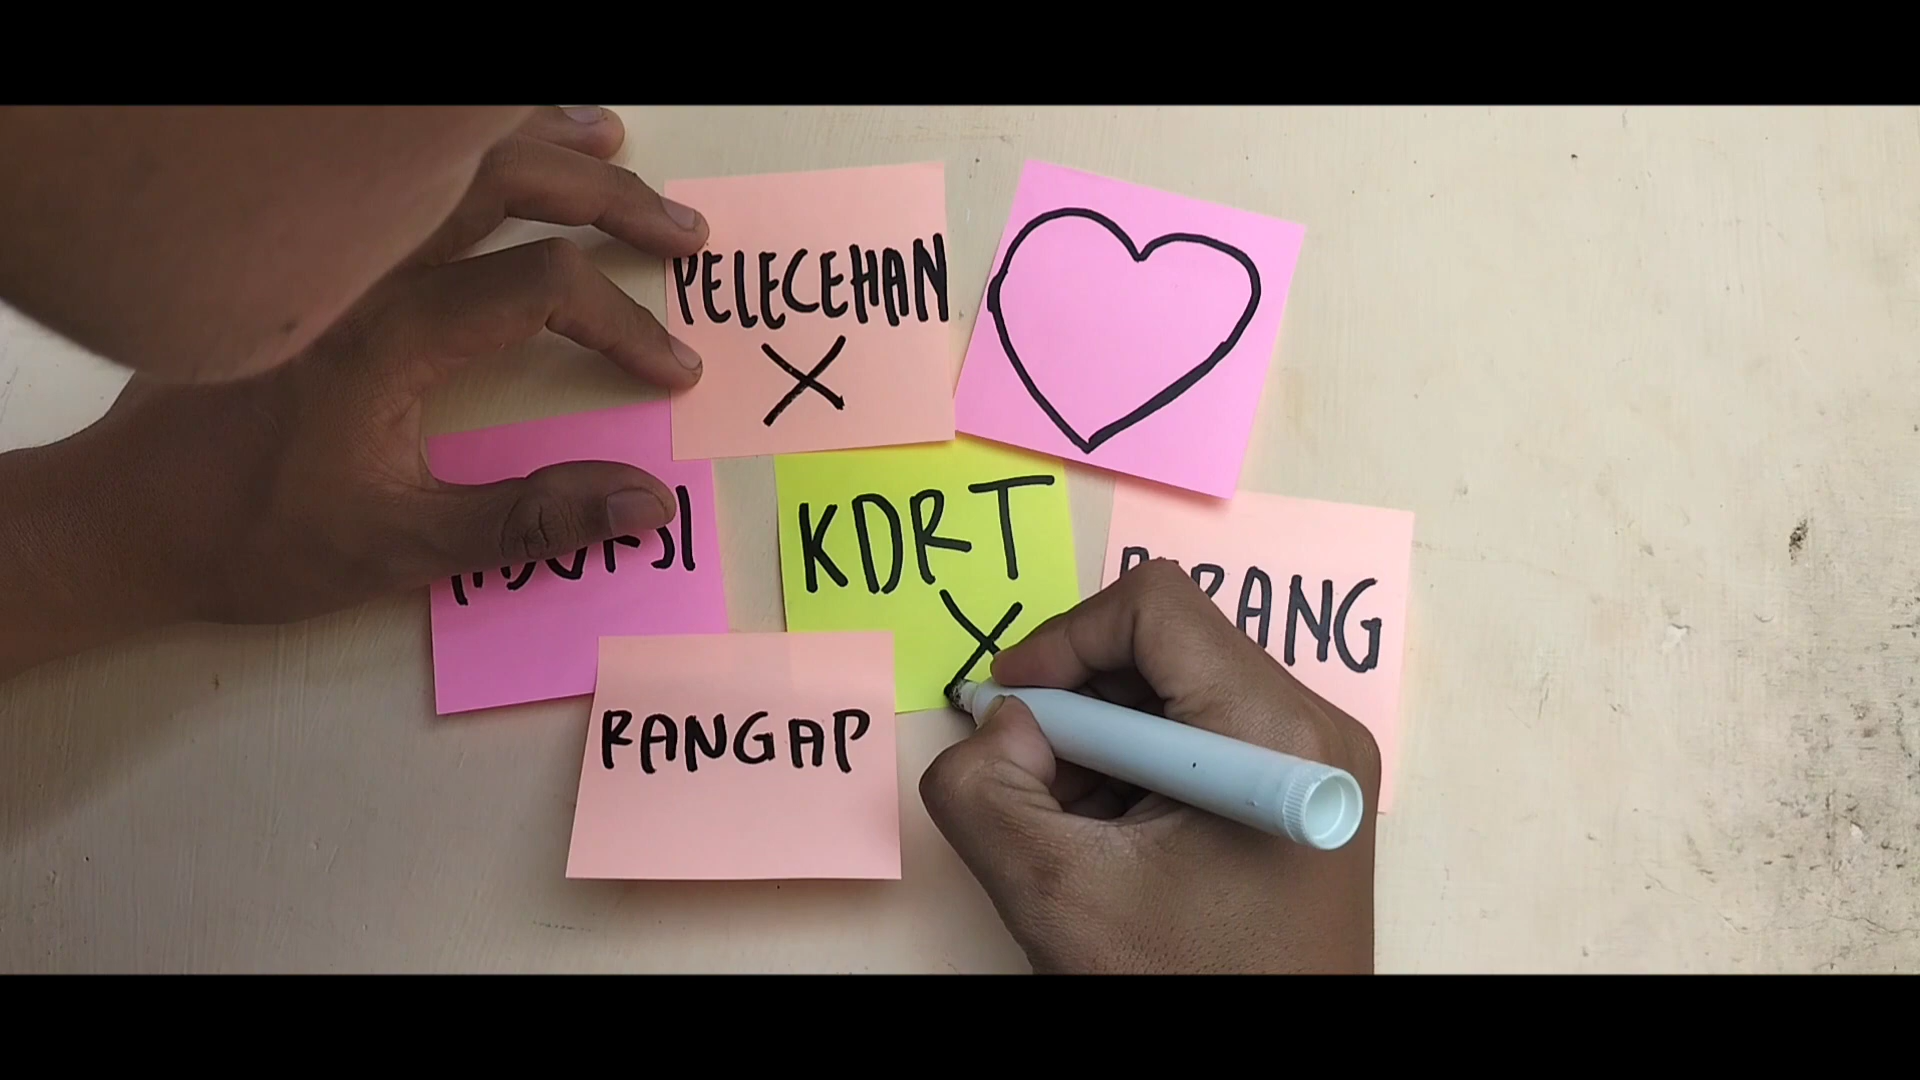 PELECEHAN
X
KDRT
X
RANGAP